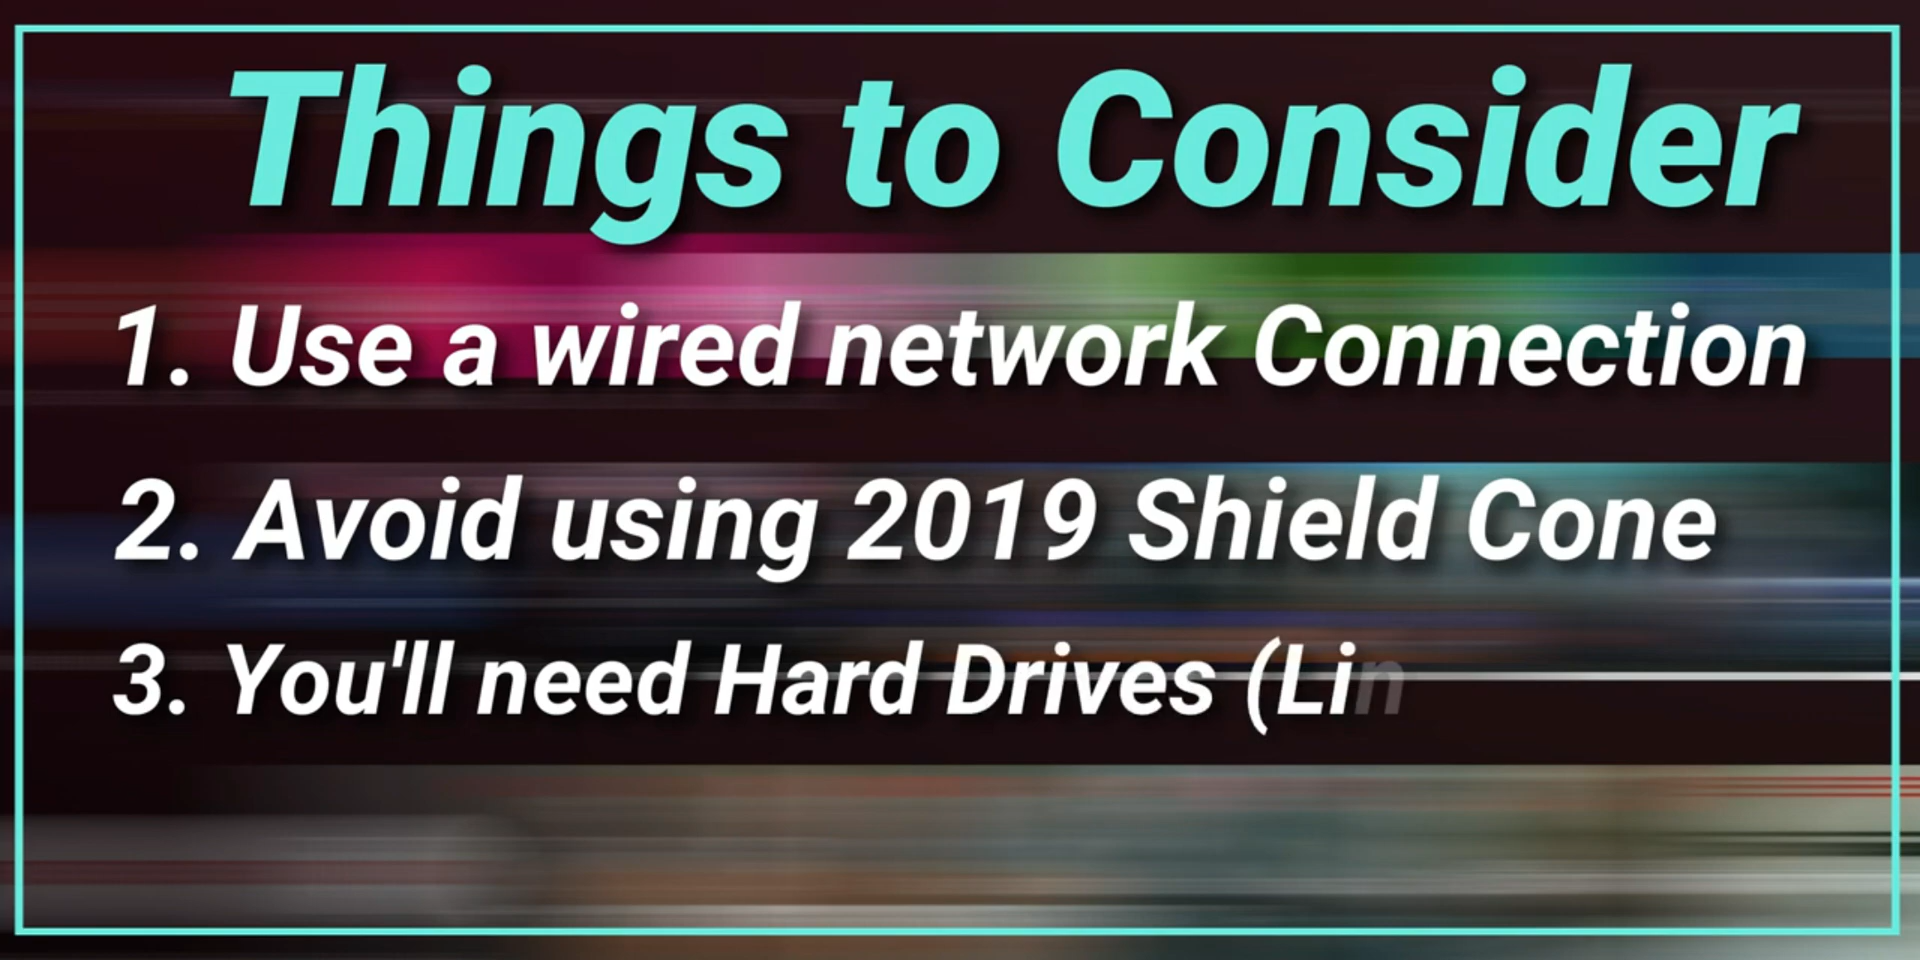 Things to Consider
1. Use a wired network Connection
2. Avoid using 2019 Shield Cone
3. You'll need Hard Drives (Lin